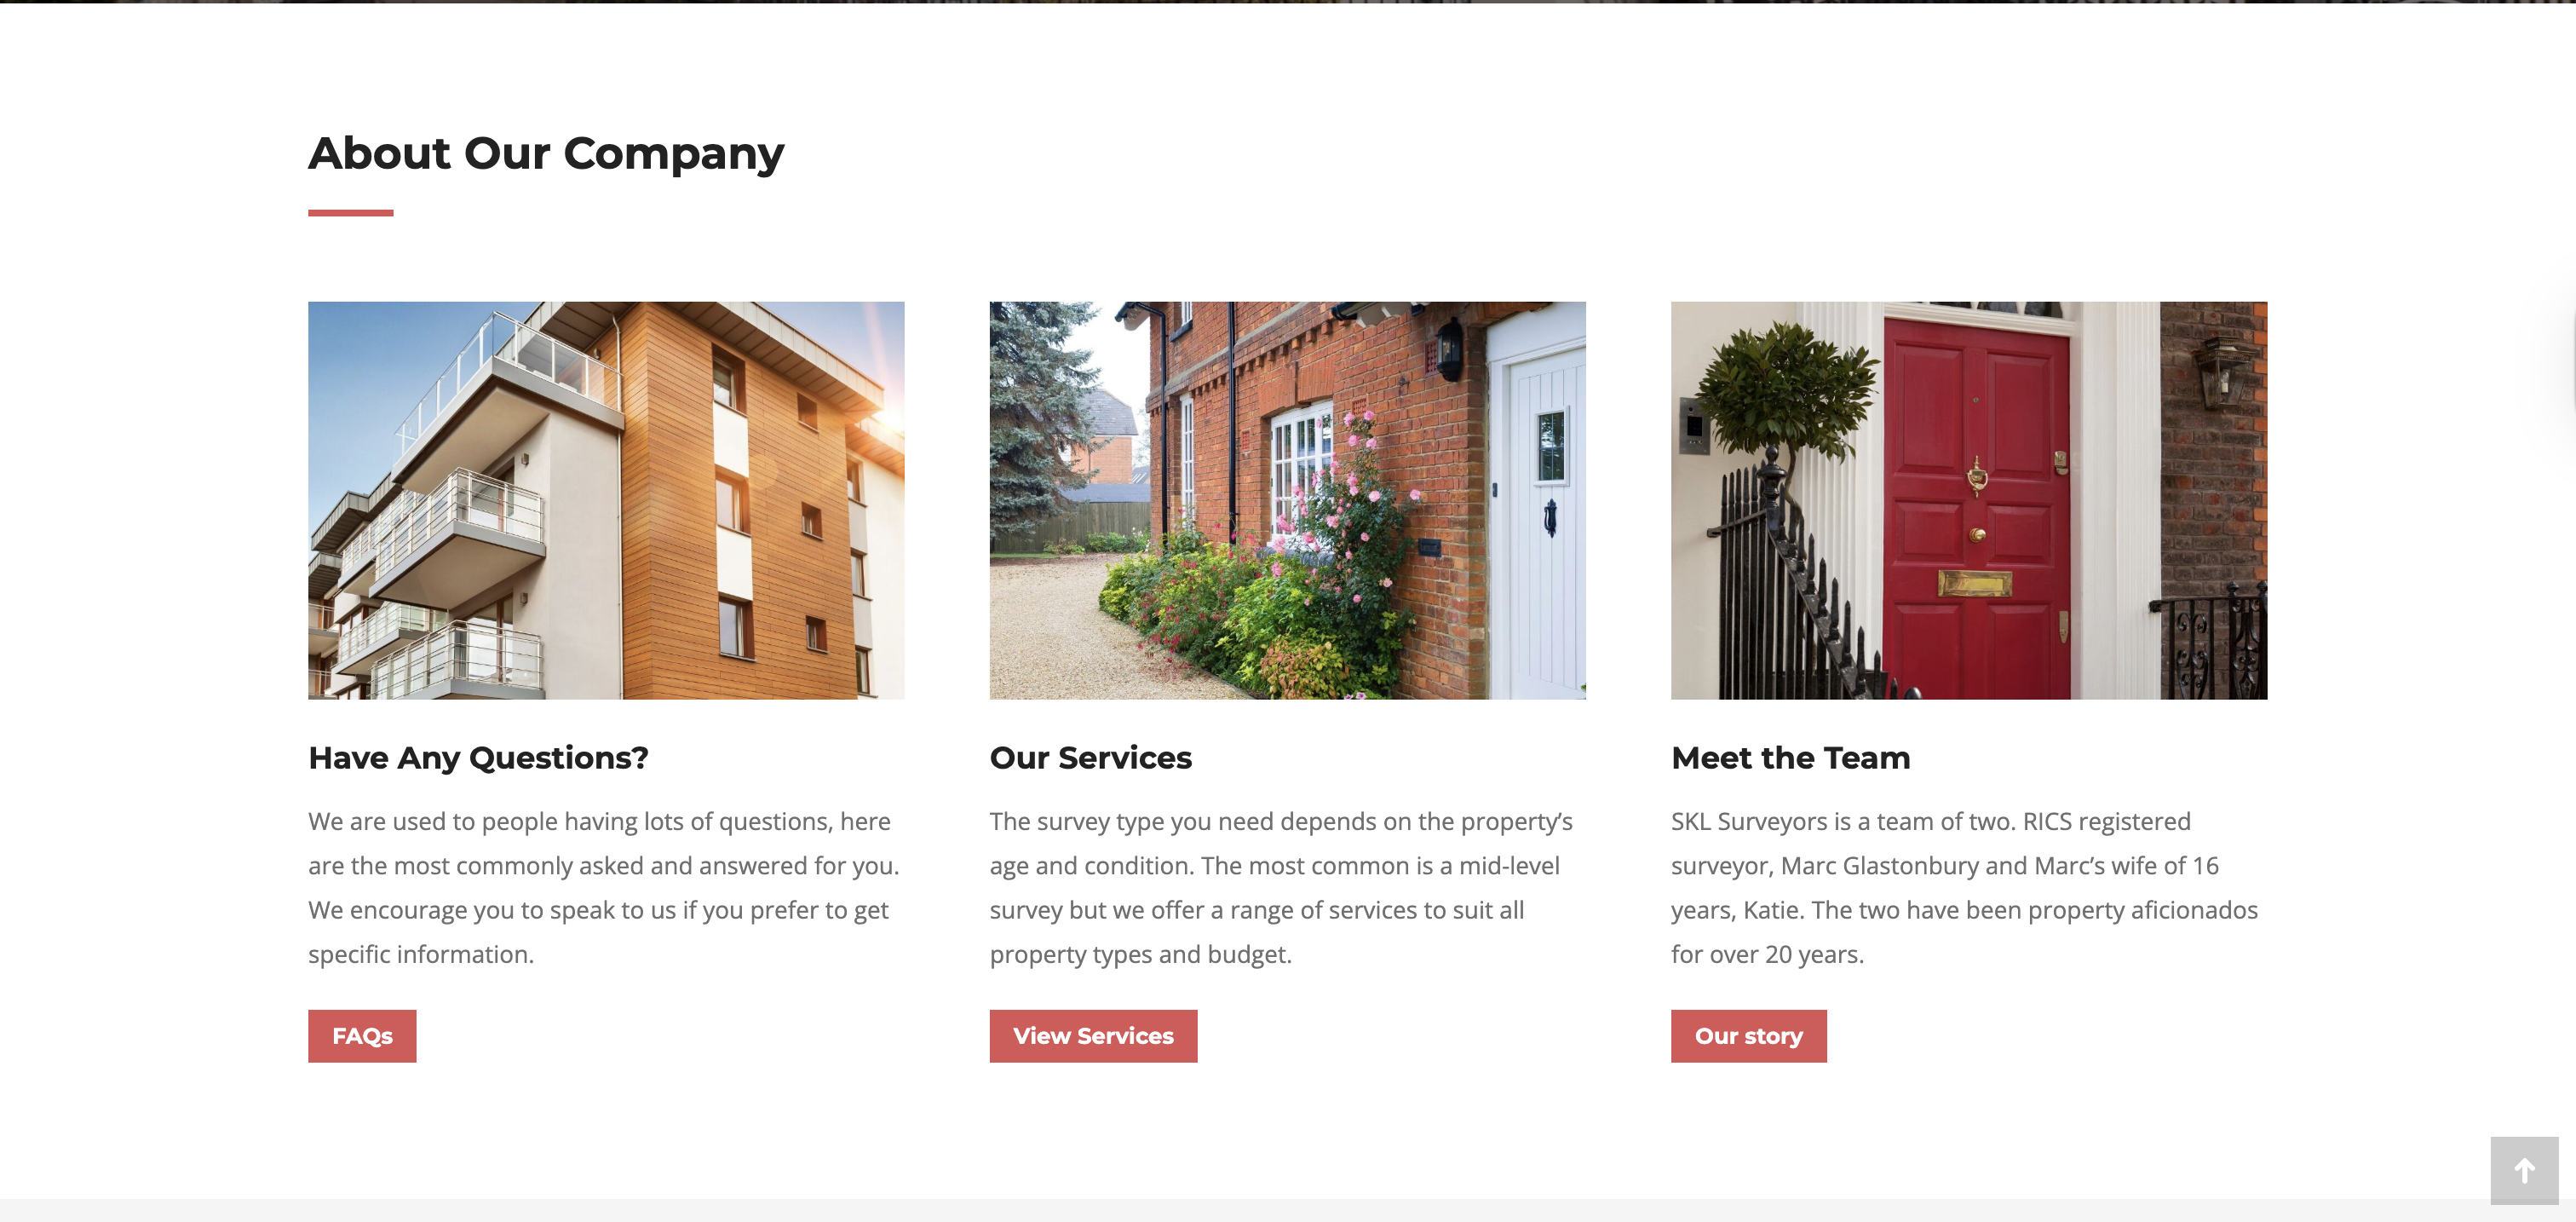 About Our Company
Have Any Questions?
We are used to people having lots of questions, here
are the most commonly asked and answered for you.
We encourage you to speak to us if you prefer to get
specific information.
FAQs
Our Services
The survey type you need depends on the property’s
age and condition. The most common is a mid-level
survey but we offer a range of services to suit all
property types and budget.
View Services
Meet the Team
SKL Surveyors is a team of two. RICS registered
surveyor, Marc Glastonbury and Marc’s wife of 16
years, Katie. The two have been property aficionados
for over 20 years.
Our story